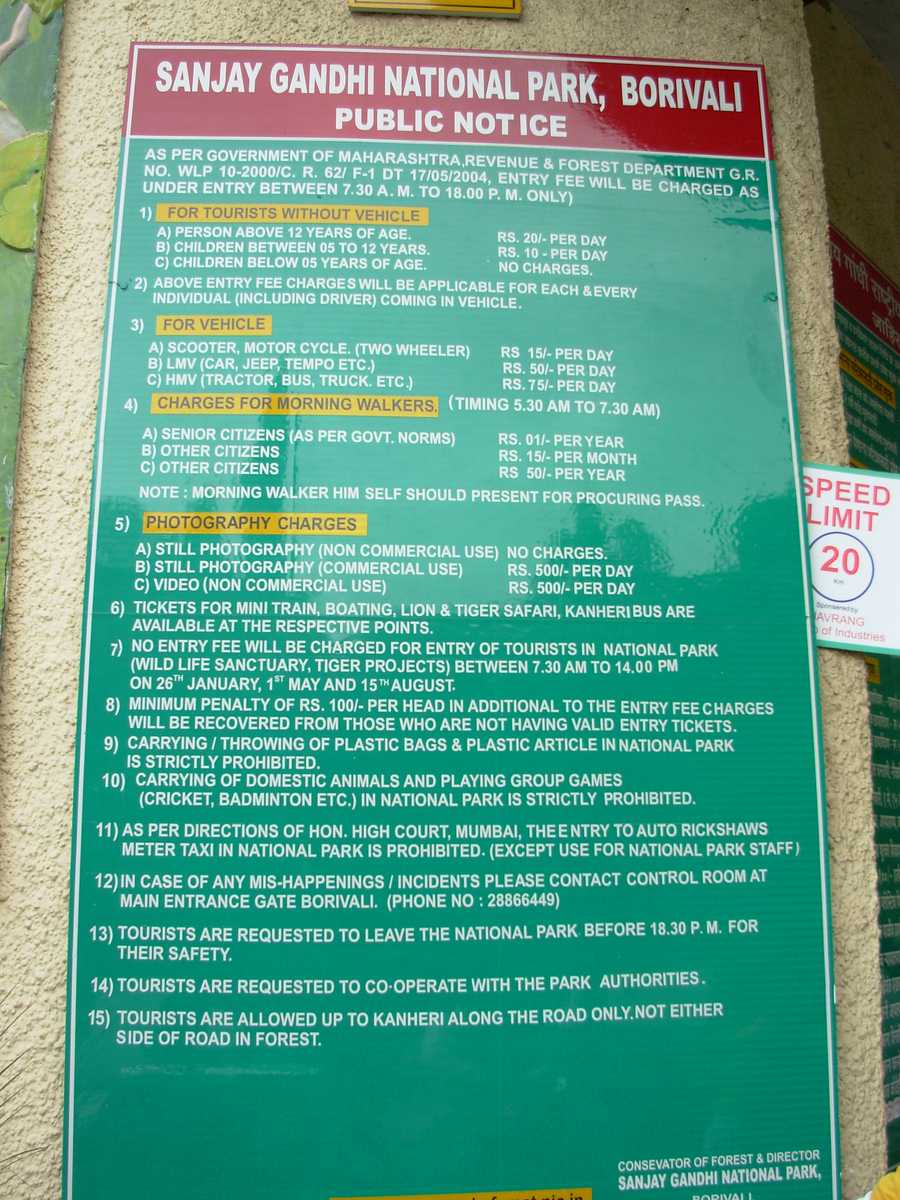 SANJAY GANDHI NATIONAL PARK, BORIVALI
PUBLIC NOTICE
AS PER GOVERNMENT OF MAHARASHTRA,REVENUE & FOREST DEPARTMENT G.R.
NO. WLP 10-2000/C. R. 62/ F-1 DT 17/05/2004, ENTRY FEE WILL BE CHARGED AS
UNDER ENTRY BETWEEN 7.30 A. M. TO 18.00 P. M. ONLY)
1) FOR TOURISTS WITHOUT VEHICLE
A) PERSON ABOVE 12 YEARS OF AGE. RS. 20/- PER DAY
B) CHILDREN BETWEEN 05 TO 12 YEARS. RS. 10 - PER DAY
C) CHILDREN BELOW 05 YEARS OF AGE. NO CHARGES.
2) ABOVE ENTRY FEE CHARGES WILL BE APPLICABLE FOR EACH & EVERY
INDIVIDUAL (INCLUDING DRIVER) COMING IN VEHICLE.
3) FOR VEHICLE
A) SCOOTER, MOTOR CYCLE. (TWO WHEELER) RS 15/- PER DAY
B) LMV (CAR, JEEP, TEMPO ETC.) RS. 50/- PER DAY
C) HMV (TRACTOR, BUS, TRUCK. ETC.) RS. 75/- PER DAY
4) CHARGES FOR MORNING WALKERS. (TIMING 5.30 AM TO 7.30 AM)
A) SENIOR CITIZENS (AS PER GOVT. NORMS) RS. 01/- PER YEAR
B) OTHER CITIZENS RS. 15/- PER MONTH
C) OTHER CITIZENS RS 50/- PER YEAR
NOTE : MORNING WALKER HIM SELF SHOULD PRESENT FOR PROCURING PASS.
5) PHOTOGRAPHY CHARGES
A) STILL PHOTOGRAPHY (NON COMMERCIAL USE) NO CHARGES.
B) STILL PHOTOGRAPHY (COMMERCIAL USE) RS. 500/- PER DAY
C) VIDEO (NON COMMERCIAL USE) RS. 500/- PER DAY
6) TICKETS FOR MINI TRAIN, BOATING, LION & TIGER SAFARI, KANHERI BUS ARE
AVAILABLE AT THE RESPECTIVE POINTS.
7) NO ENTRY FEE WILL BE CHARGED FOR ENTRY OF TOURISTS IN NATIONAL PARK
(WILD LIFE SANCTUARY, TIGER PROJECTS) BETWEEN 7.30 AM TO 14.00 PM
ON 26TH JANUARY, 1ST MAY AND 15TH AUGUST.
8) MINIMUM PENALTY OF RS. 100/- PER HEAD IN ADDITIONAL TO THE ENTRY FEE CHARGES
WILL BE RECOVERED FROM THOSE WHO ARE NOT HAVING VALID ENTRY TICKETS.
9) CARRYING / THROWING OF PLASTIC BAGS & PLASTIC ARTICLE IN NATIONAL PARK
IS STRICTLY PROHIBITED.
10) CARRYING OF DOMESTIC ANIMALS AND PLAYING GROUP GAMES
(CRICKET, BADMINTON ETC.) IN NATIONAL PARK IS STRICTLY PROHIBITED.
11) AS PER DIRECTIONS OF HON. HIGH COURT, MUMBAI, THE ENTRY TO AUTO RICKSHAWS
METER TAXI IN NATIONAL PARK IS PROHIBITED. (EXCEPT USE FOR NATIONAL PARK STAFF)
12) IN CASE OF ANY MIS-HAPPENINGS / INCIDENTS PLEASE CONTACT CONTROL ROOM AT
MAIN ENTRANCE GATE BORIVALI. (PHONE NO : 28866449)
13) TOURISTS ARE REQUESTED TO LEAVE THE NATIONAL PARK BEFORE 18.30 P. M. FOR
THEIR SAFETY.
14) TOURISTS ARE REQUESTED TO CO-OPERATE WITH THE PARK AUTHORITIES.
15) TOURISTS ARE ALLOWED UP TO KANHERI ALONG THE ROAD ONLY. NOT EITHER
SIDE OF ROAD IN FOREST.
CONSEVATOR OF FOREST & DIRECTOR
SANJAY GANDHI NATIONAL PARK,
BORIVALI
SPEED
LIMIT
20
Km
Sponsored by
of Industries
गांधी